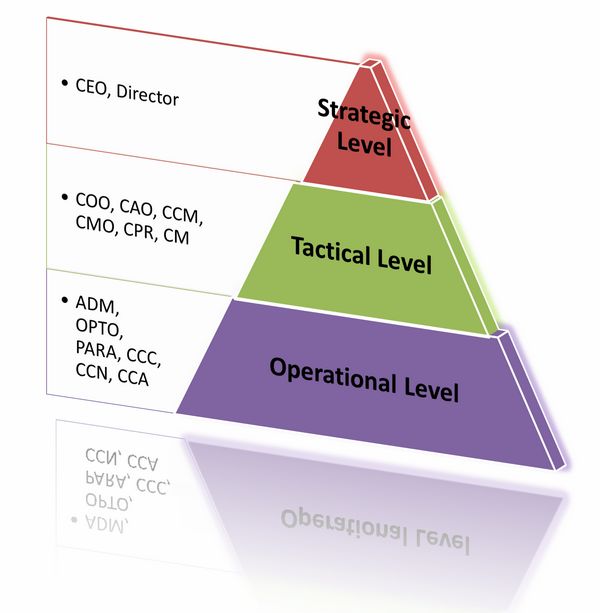 • CEO, Director
Strategic
Level
• COO, CAO, CCM,
CMO, CPR, CM
Tactical Level
• ADM,
OPTO,
PARA, CCC,
CCN, CCA
Operational Level